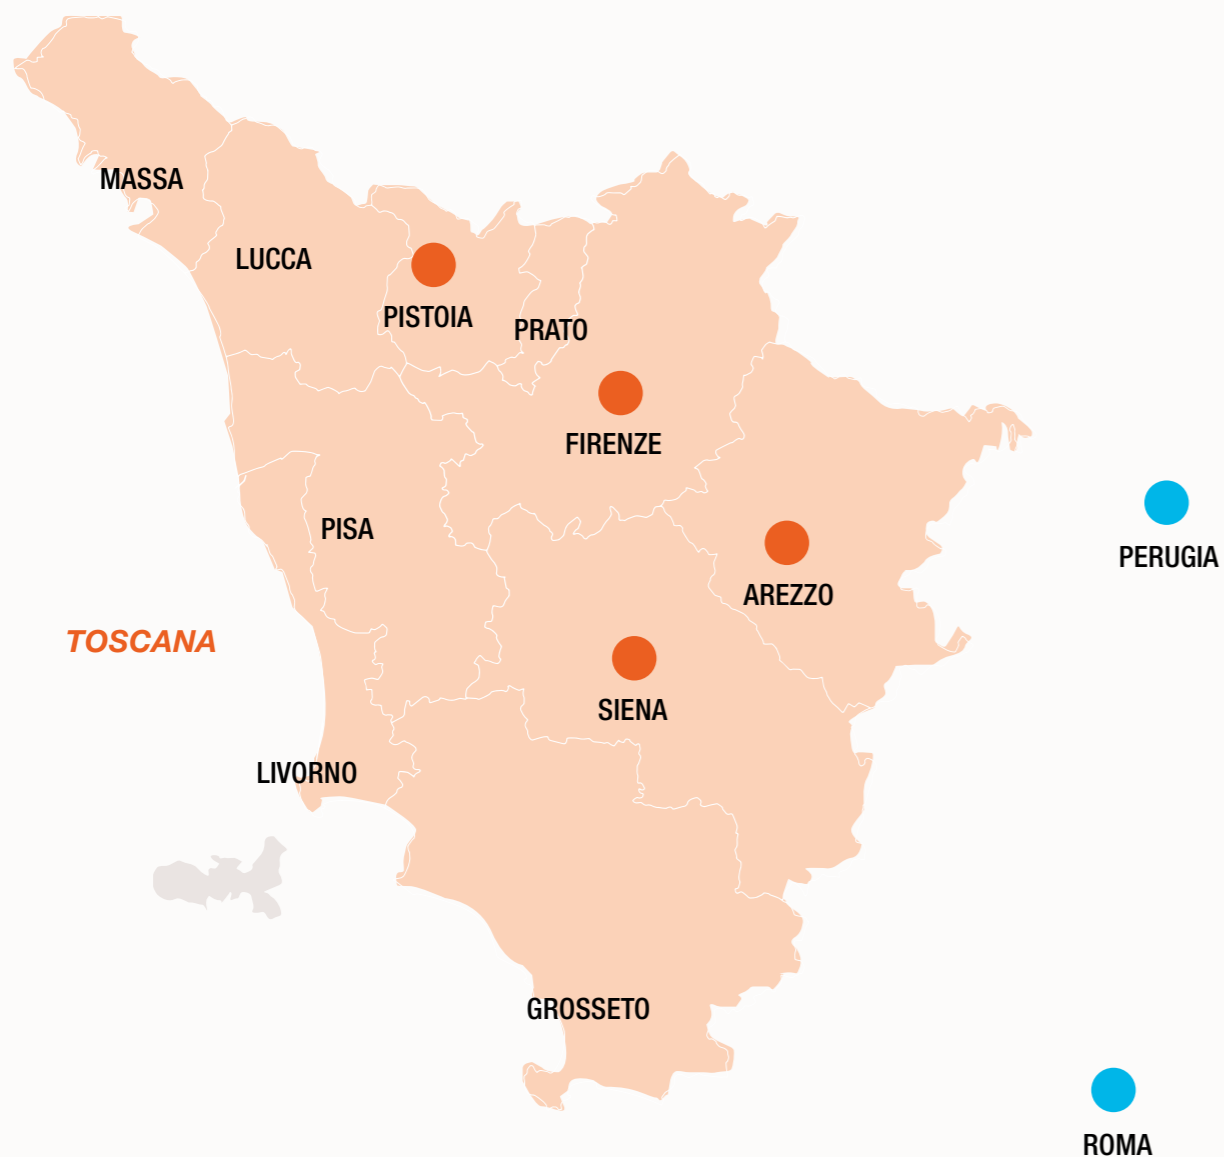 MASSA
LUCCA
PISTOIA
PRATO
FIRENZE
PISA
PERUGIA
AREZZO
TOSCANA
SIENA
LIVORNO
GROSSETO
ROMA